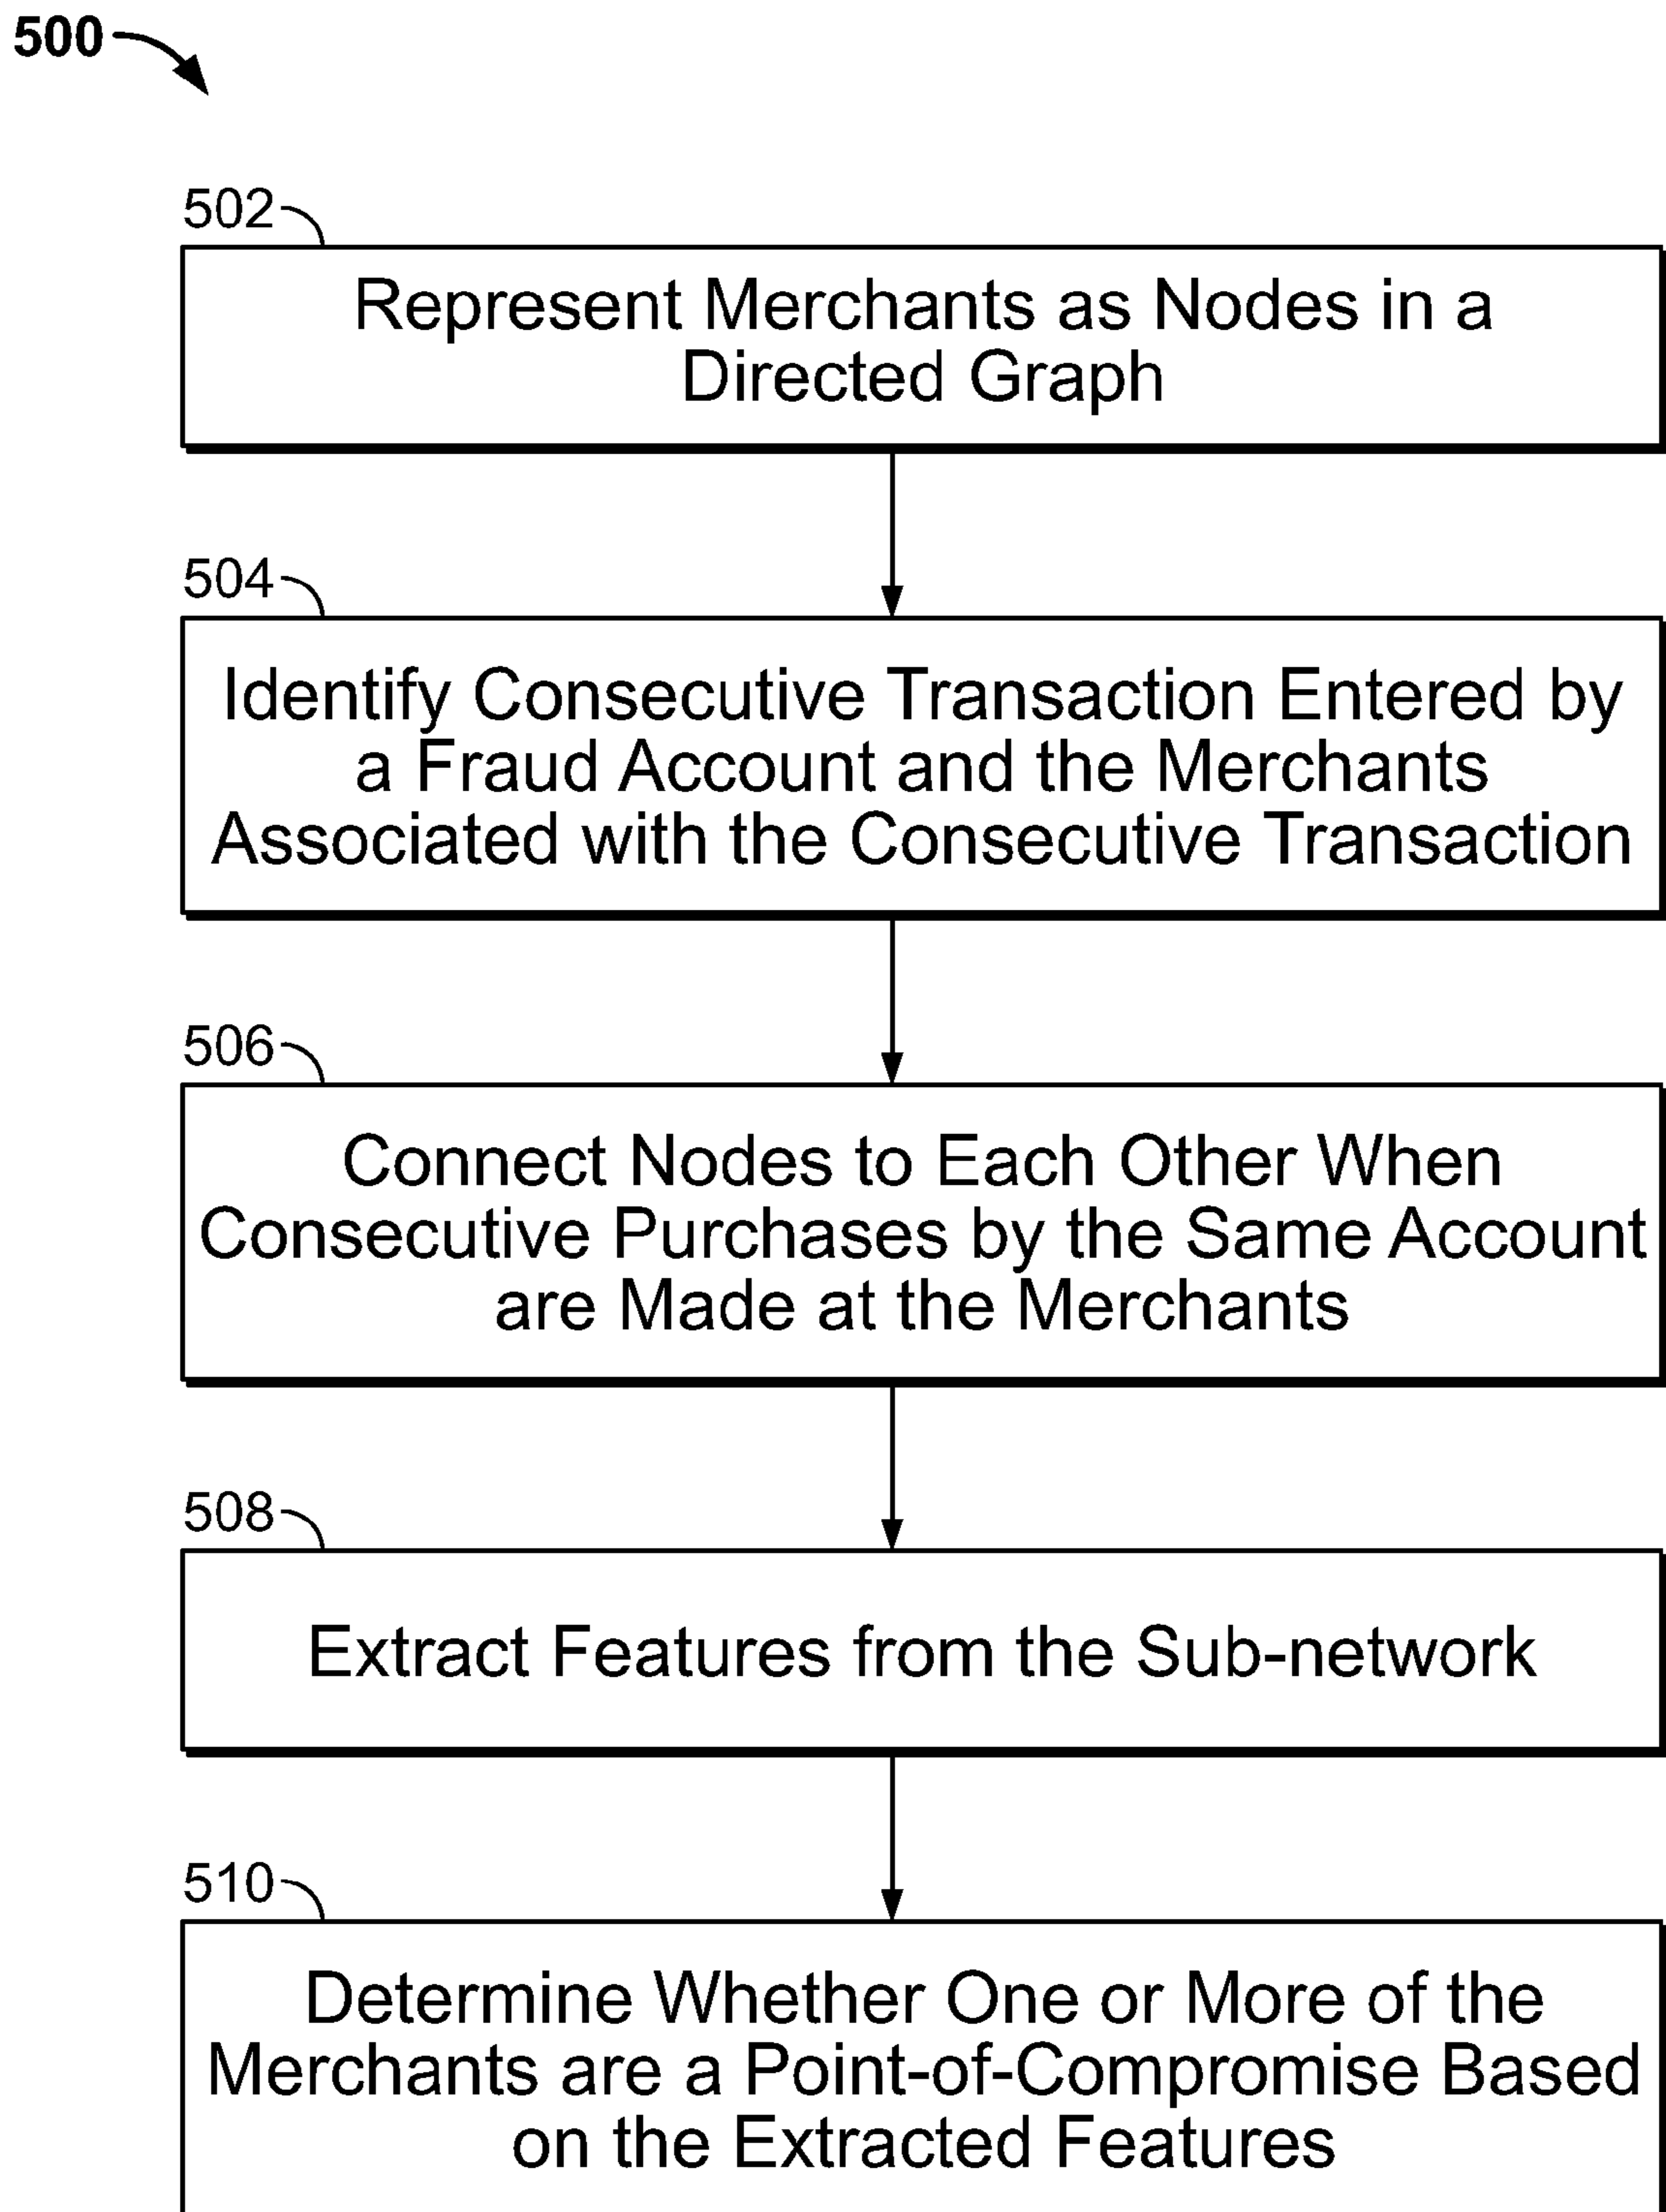 500
502
Represent Merchants as Nodes in a
Directed Graph
504
Identify Consecutive Transaction Entered by
a Fraud Account and the Merchants
Associated with the Consecutive Transaction
506
Connect Nodes to Each Other When
Consecutive Purchases by the Same Account
are Made at the Merchants
508
Extract Features from the Sub-network
510
Determine Whether One or More of the
Merchants are a Point-of-Compromise Based
on the Extracted Features